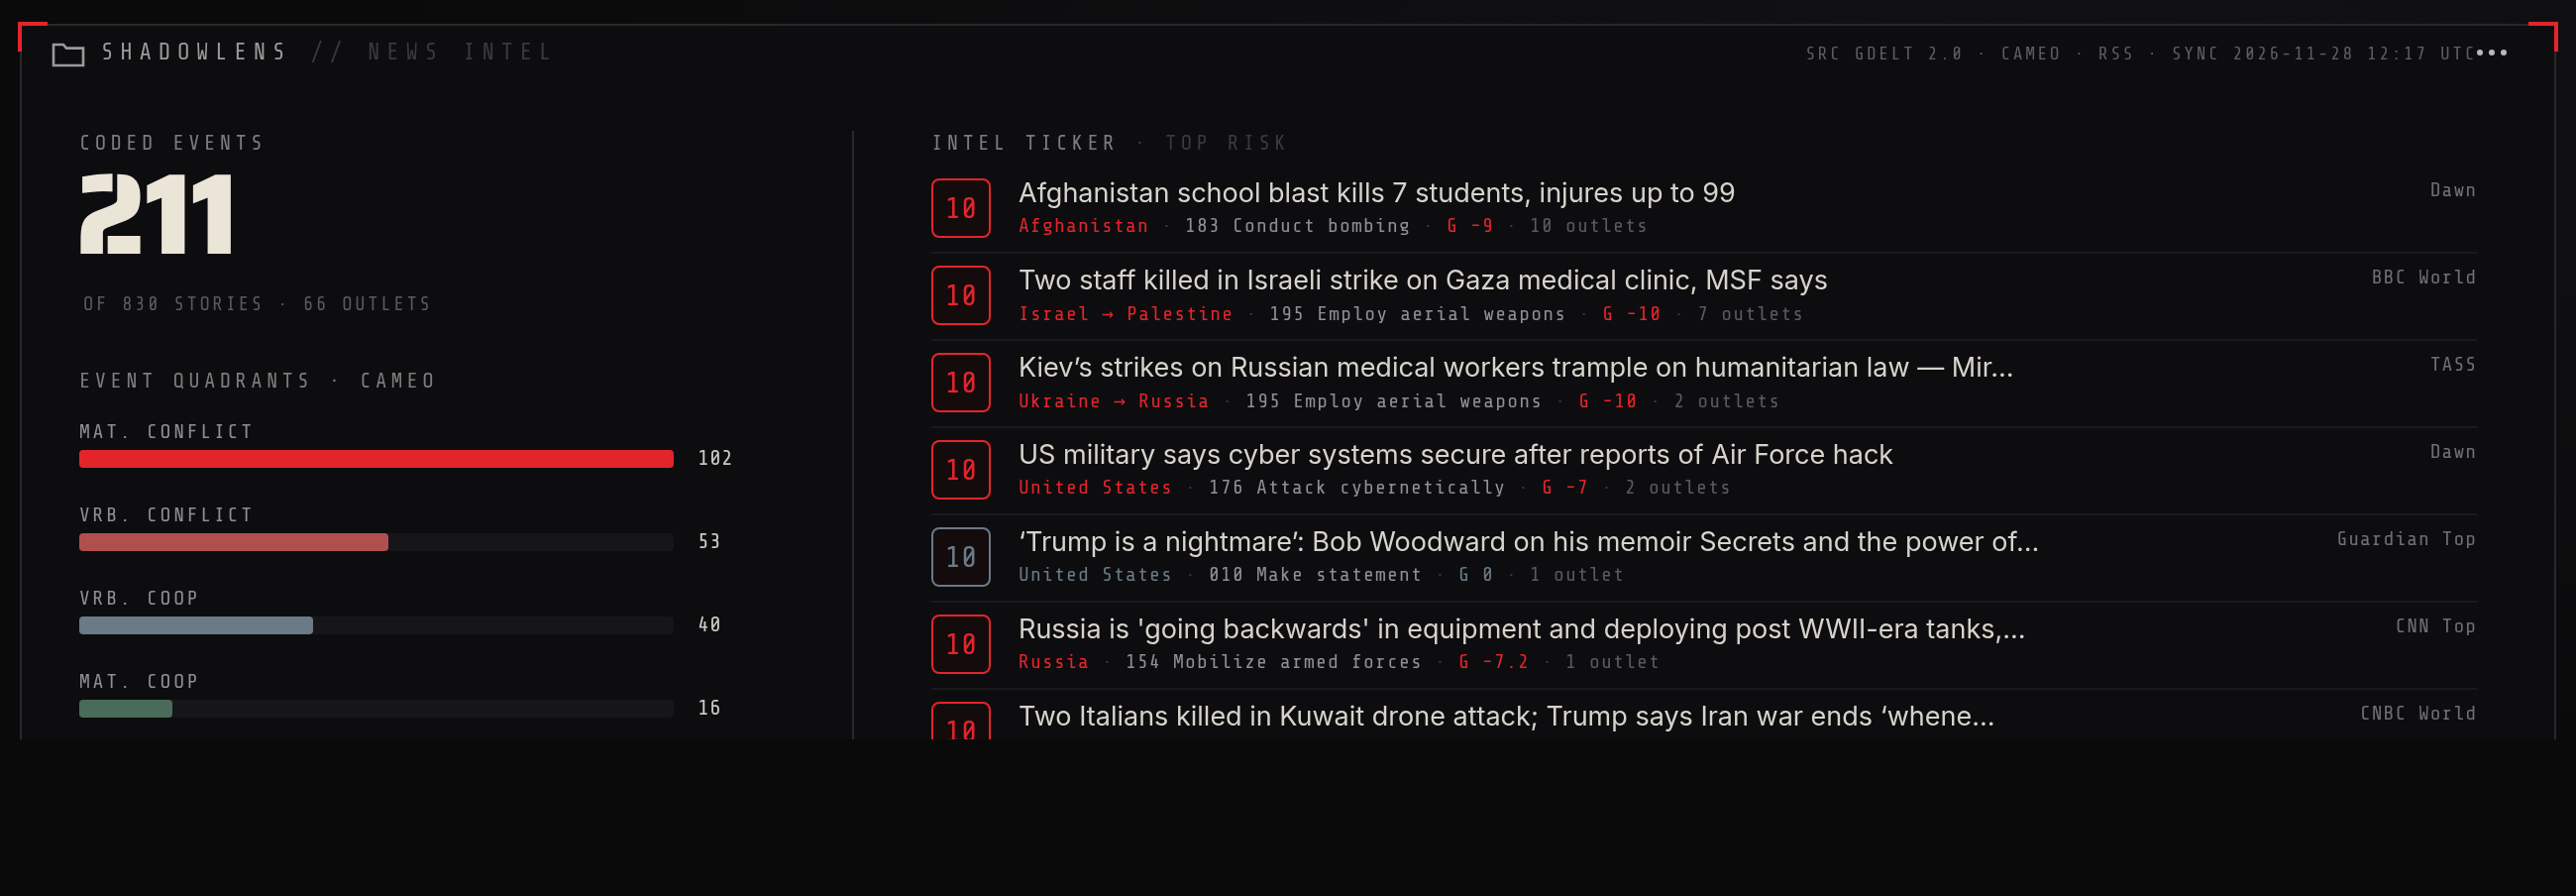 SHADOWLENS // NEWS INTEL
SRC GDELT 2.0 · CAMEO · RSS · SYNC 2026-11-28 12:17 UTC•••
CODED EVENTS
211
OF 830 STORIES · 66 OUTLETS
EVENT QUADRANTS · CAMEO
MAT. CONFLICT
102
VRB. CONFLICT
53
VRB. COOP
40
MAT. COOP
16
INTEL TICKER · TOP RISK
10
Afghanistan school blast kills 7 students, injures up to 99
Dawn
Afghanistan · 183 Conduct bombing · G -9 · 10 outlets
10
Two staff killed in Israeli strike on Gaza medical clinic, MSF says
BBC World
Israel → Palestine · 195 Employ aerial weapons · G -10 · 7 outlets
10
Kiev’s strikes on Russian medical workers trample on humanitarian law — Mir...
TASS
Ukraine → Russia · 195 Employ aerial weapons · G -10 · 2 outlets
10
US military says cyber systems secure after reports of Air Force hack
Dawn
United States · 176 Attack cybernetically · G -7 · 2 outlets
10
‘Trump is a nightmare’: Bob Woodward on his memoir Secrets and the power of...
Guardian Top
United States · 010 Make statement · G 0 · 1 outlet
10
Russia is 'going backwards' in equipment and deploying post WWII-era tanks,...
CNN Top
Russia · 154 Mobilize armed forces · G -7.2 · 1 outlet
10
Two Italians killed in Kuwait drone attack; Trump says Iran war ends ‘whene...
CNBC World